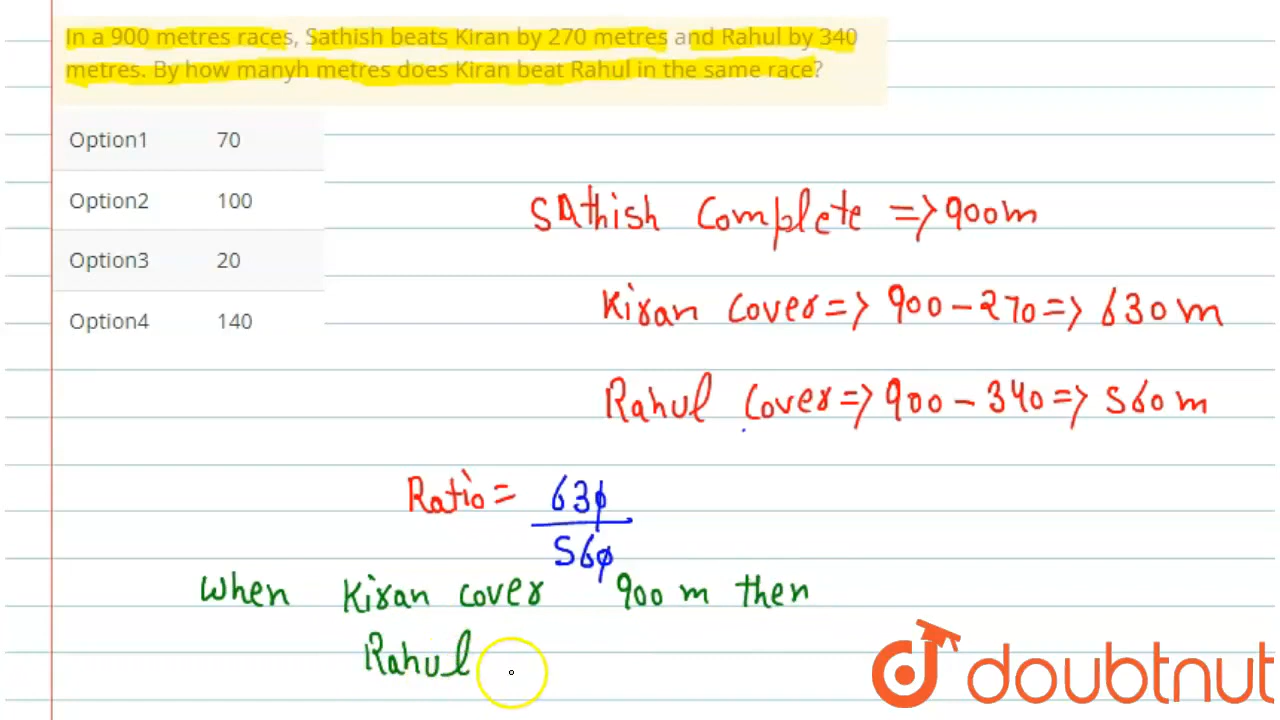 In a 900 metres races, Sathish beats Kiran by 270 metres and Rahul by 340
metres. By how manyh metres does Kiran beat Rahul in the same race?
Option1 70
Option2 100
Option3 20
Option4 140
SAthish Complete => 900m
Kiran cover => 900 - 270 => 630 m
Rahul Cover => 900 - 340 => 560 m
Ratio = 630
560
When Kiran cover 900 m then
Rahul
doubtnut